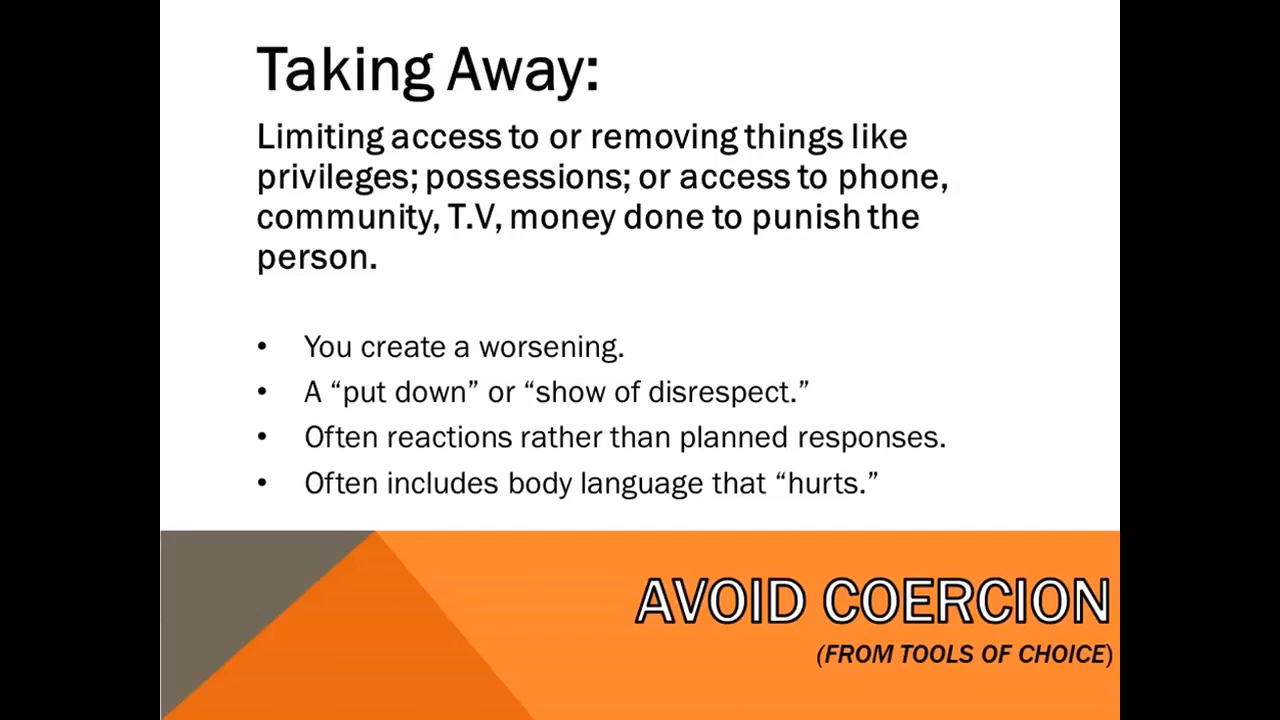 Taking Away:
Limiting access to or removing things like
privileges; possessions; or access to phone,
community, T.V, money done to punish the
person.
• You create a worsening.
• A “put down” or “show of disrespect.”
• Often reactions rather than planned responses.
• Often includes body language that “hurts.”
AVOID COERCION
(FROM TOOLS OF CHOICE)